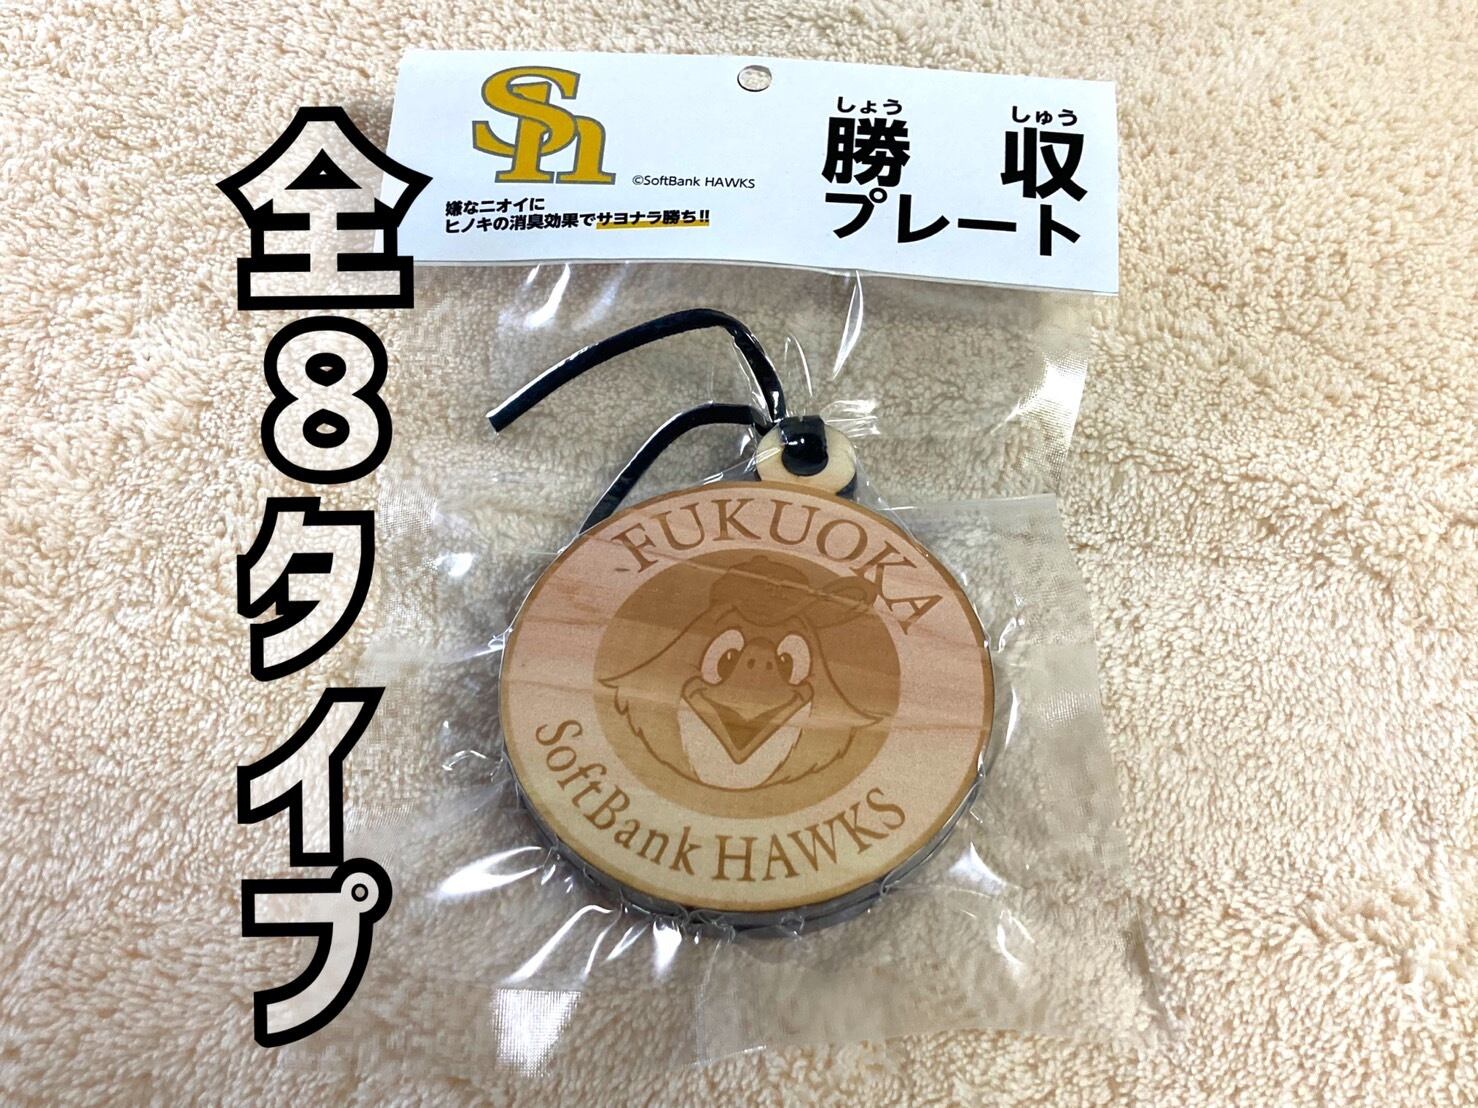 全8タイプ
Sh
©SoftBank HAWKS
嫌なニオイに
ヒノキの消臭効果でサヨナラ勝ち!!
しょう しゅう
勝 収
プレート
FUKUOKA
SoftBank HAWKS